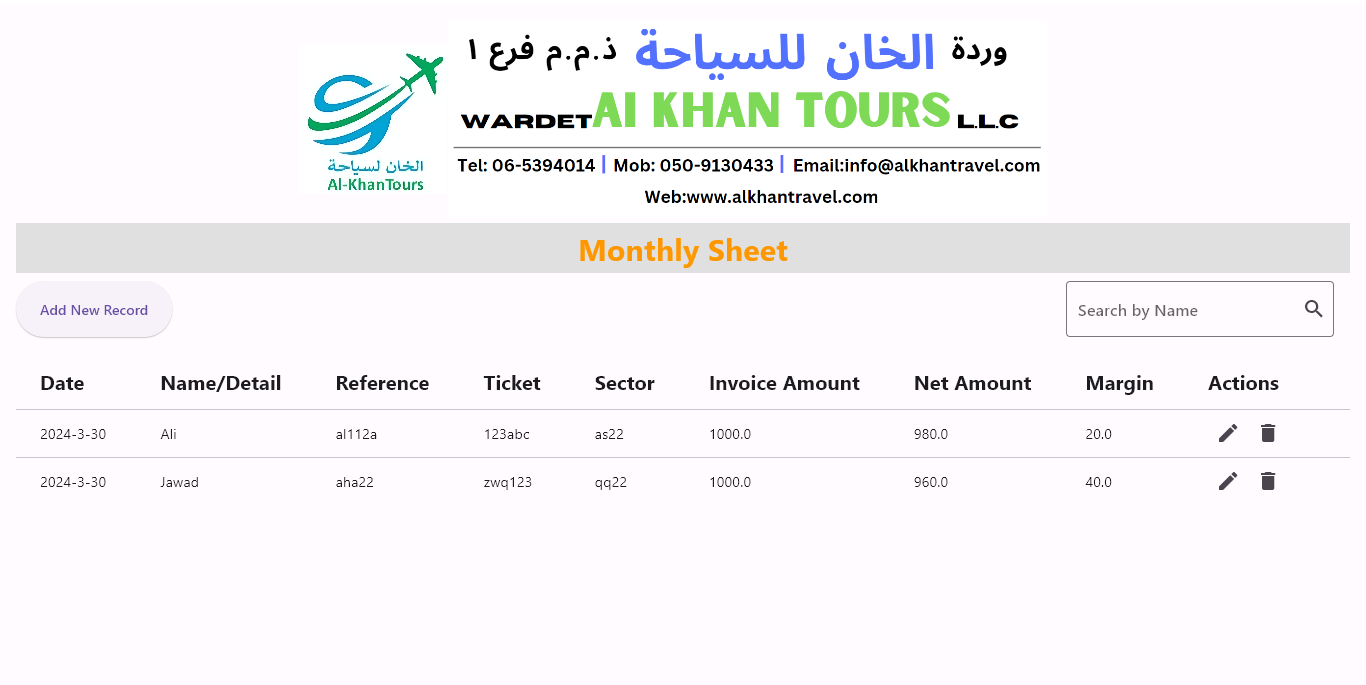 وردة الخان للسياحة ذ.م.م فرع ١
WARDET Al KHAN TOURS L.L.C
الخان لسياحة
Al-KhanTours
Tel: 06-5394014 | Mob: 050-9130433 | Email:info@alkhantravel.com
Web:www.alkhantravel.com
Monthly Sheet
Add New Record
Search by Name
Date Name/Detail Reference Ticket Sector Invoice Amount Net Amount Margin Actions
2024-3-30 Ali al112a 123abc as22 1000.0 980.0 20.0
2024-3-30 Jawad aha22 zwq123 qq22 1000.0 960.0 40.0